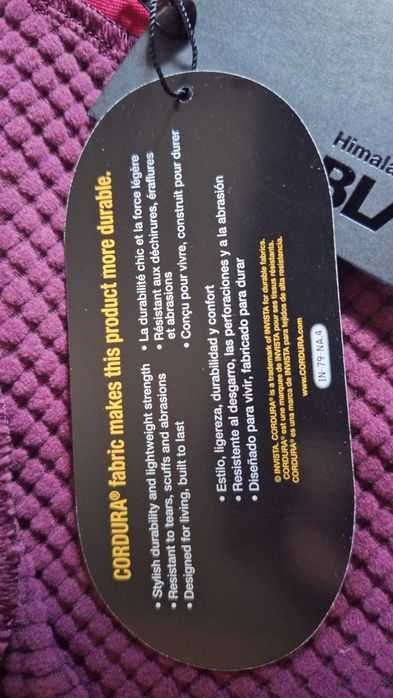 CORDURA® fabric makes this product more durable.
• Stylish durability and lightweight strength
• Resistant to tears, scuffs and abrasions
• Designed for living, built to last
• La durabilité chic et la force légère
• Résistant aux déchirures, éraflures
et abrasions
• Conçu pour vivre, construit pour durer
• Estilo, ligereza, durabilidad y confort
• Resistente al desgarro, las perforaciones y a la abrasión
• Diseñado para vivir, fabricado para durar
© INVISTA. CORDURA® is a trademark of INVISTA for durable fabrics.
CORDURA® est une marque de INVISTA pour ses tissus résistants.
CORDURA® es una marca de INVISTA para tejidos de alta resistencia.
www.CORDURA.com
IN-79-NA.4